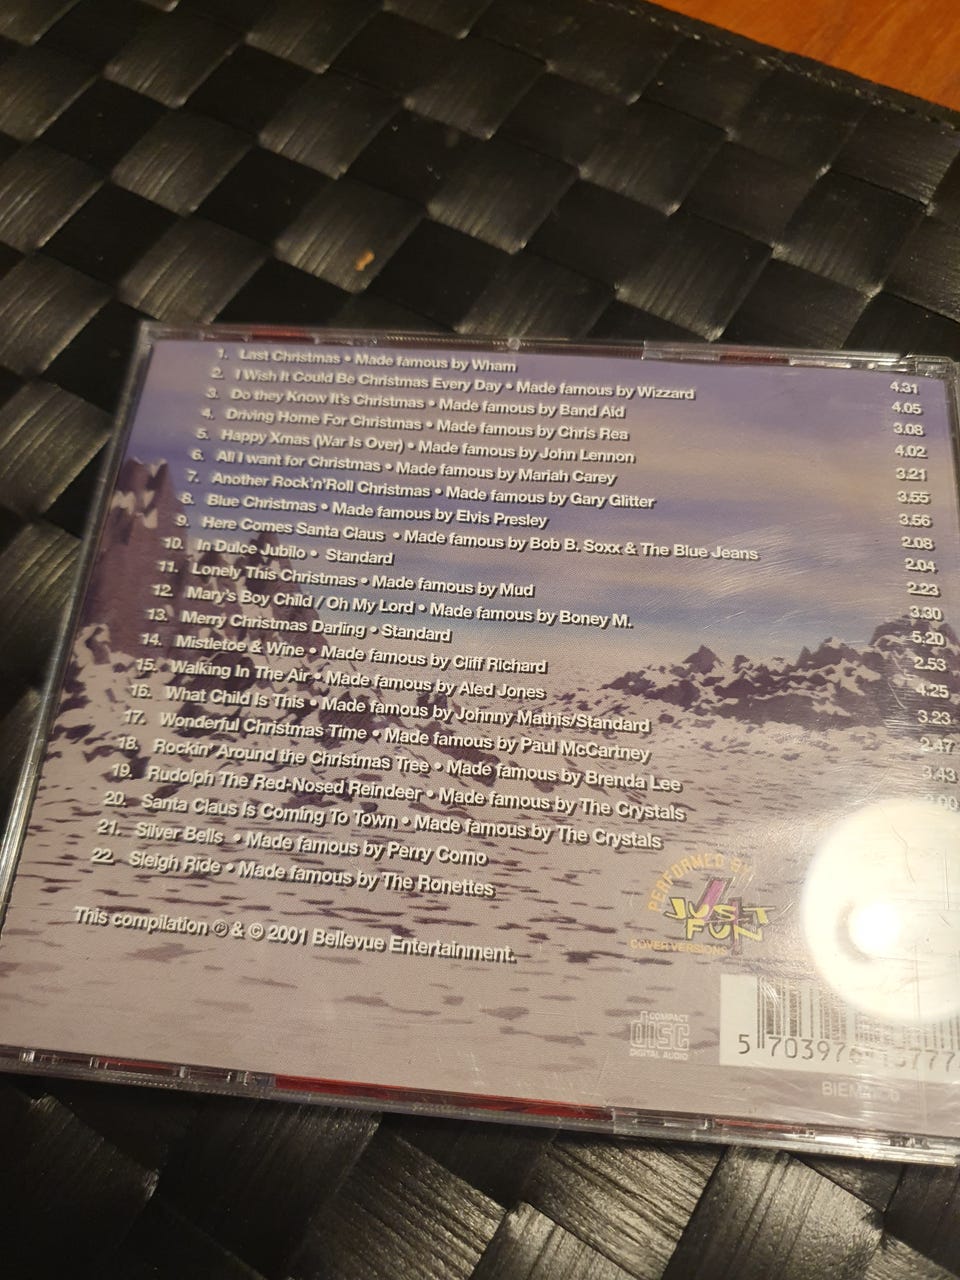 1. Last Christmas • Made famous by Wham 4.31
2. I Wish It Could Be Christmas Every Day • Made famous by Wizzard 4.05
3. Do they Know It's Christmas • Made famous by Band Aid 3.08
4. Driving Home For Christmas • Made famous by Chris Rea 4.02
5. Happy Xmas (War Is Over) • Made famous by John Lennon 3.21
6. All I want for Christmas • Made famous by Mariah Carey 3.55
7. Another Rock'n'Roll Christmas • Made famous by Gary Glitter 3.56
8. Blue Christmas • Made famous by Elvis Presley 2.08
9. Here Comes Santa Claus • Made famous by Bob B. Soxx & The Blue Jeans 2.04
10. In Dulce Jubilo • Standard 2.23
11. Lonely This Christmas • Made famous by Mud 3.30
12. Mary's Boy Child / Oh My Lord • Made famous by Boney M. 5.20
13. Merry Christmas Darling • Standard 2.53
14. Mistletoe & Wine • Made famous by Cliff Richard 4.25
15. Walking In The Air • Made famous by Aled Jones 3.23
16. What Child Is This • Made famous by Johnny Mathis/Standard 2.47
17. Wonderful Christmas Time • Made famous by Paul McCartney 3.43
18. Rockin' Around the Christmas Tree • Made famous by Brenda Lee
19. Rudolph The Red-Nosed Reindeer • Made famous by The Crystals
20. Santa Claus Is Coming To Town • Made famous by The Crystals
21. Silver Bells • Made famous by Perry Como
22. Sleigh Ride • Made famous by The Ronettes
This compilation ℗ & © 2001 Bellevue Entertainment.
PERFORMED BY
JUST
FUN
COVERVERSIONS
COMPACT
disc
DIGITAL AUDIO
5 703976